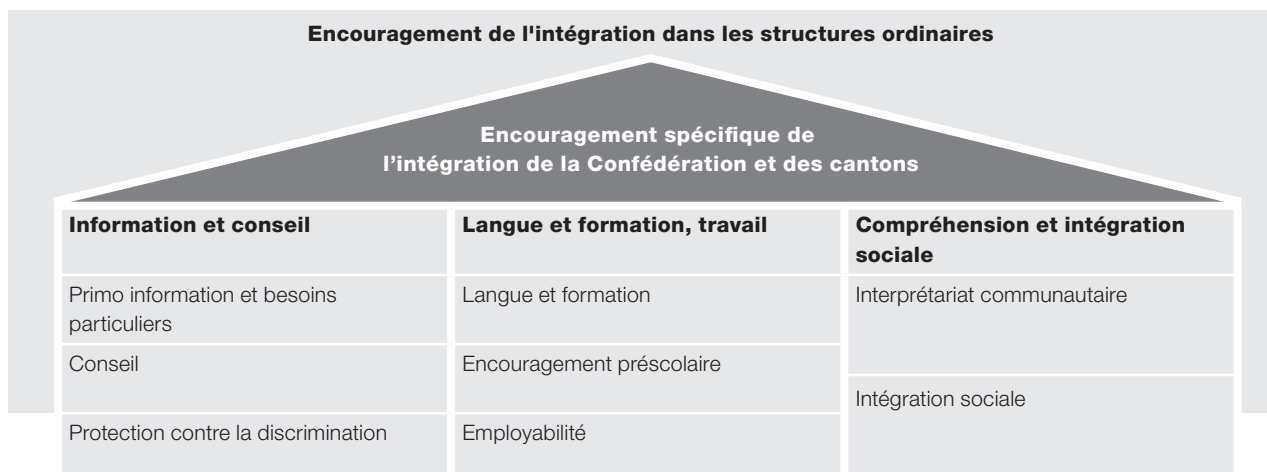 Encouragement de l'intégration dans les structures ordinaires
Encouragement spécifique de
l’intégration de la Confédération et des cantons
Information et conseil
Primo information et besoins
particuliers
Conseil
Protection contre la discrimination
Langue et formation, travail
Langue et formation
Encouragement préscolaire
Employabilité
Compréhension et intégration
sociale
Interprétariat communautaire
Intégration sociale